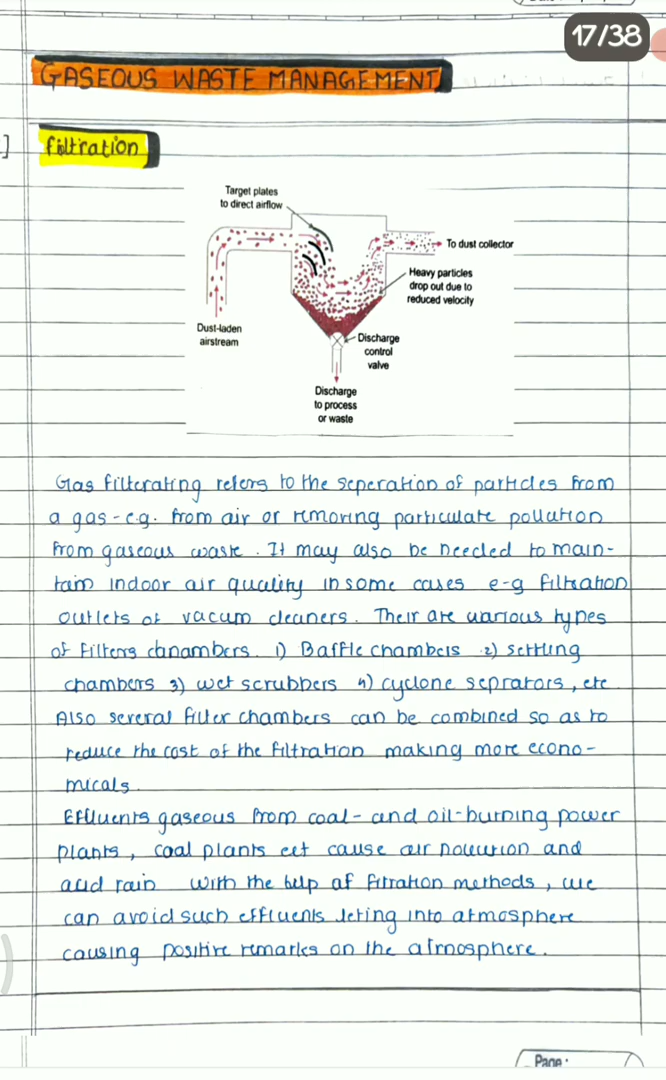 17/38
GASEOUS WASTE MANAGEMENT
]
filtration
Target plates
to direct airflow
To dust collector
Heavy particles
drop out due to
reduced velocity
Dust-laden
airstream
Discharge
control
valve
Discharge
to process
or waste
Gas filterating refers to the seperation of particles from
a gas - e.g. from air or removing particulate pollution
from gaseous waste. It may also be needed to main-
tain indoor air quality in some cases e-g filtration
outlets of vacum cleaners. Their are various types
of filters chnambers. 1) Baffle chambers 2) settling
chambers 3) wet scrubbers 4) cyclone seprators, etc
Also several filter chambers can be combined so as to
reduce the cost of the filtration making more econo-
micals.
Effluents gaseous from coal- and oil-burning power
plants, coal plants ect cause air and
acid rain with the help of filtration methods, we
can avoid such effluents leting into atmosphere
causing positive remarks on the atmosphere.
Page: